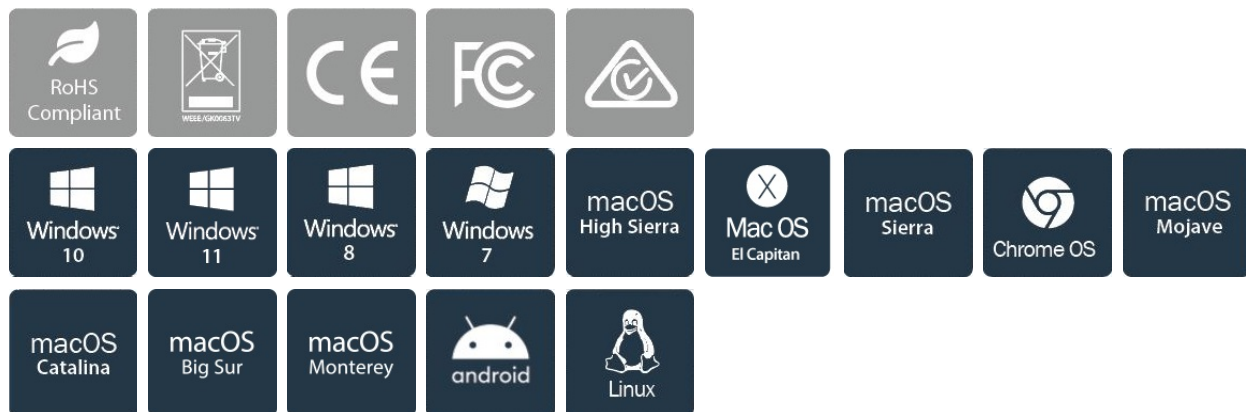 RoHS
Compliant
WEEE/GK0063TV
CE
FC
Windows
10
Windows
11
Windows
8
Windows
7
macOS
High Sierra
X
Mac OS
El Capitan
macOS
Sierra
Chrome OS
macOS
Mojave
macOS
Catalina
macOS
Big Sur
macOS
Monterey
android
Linux